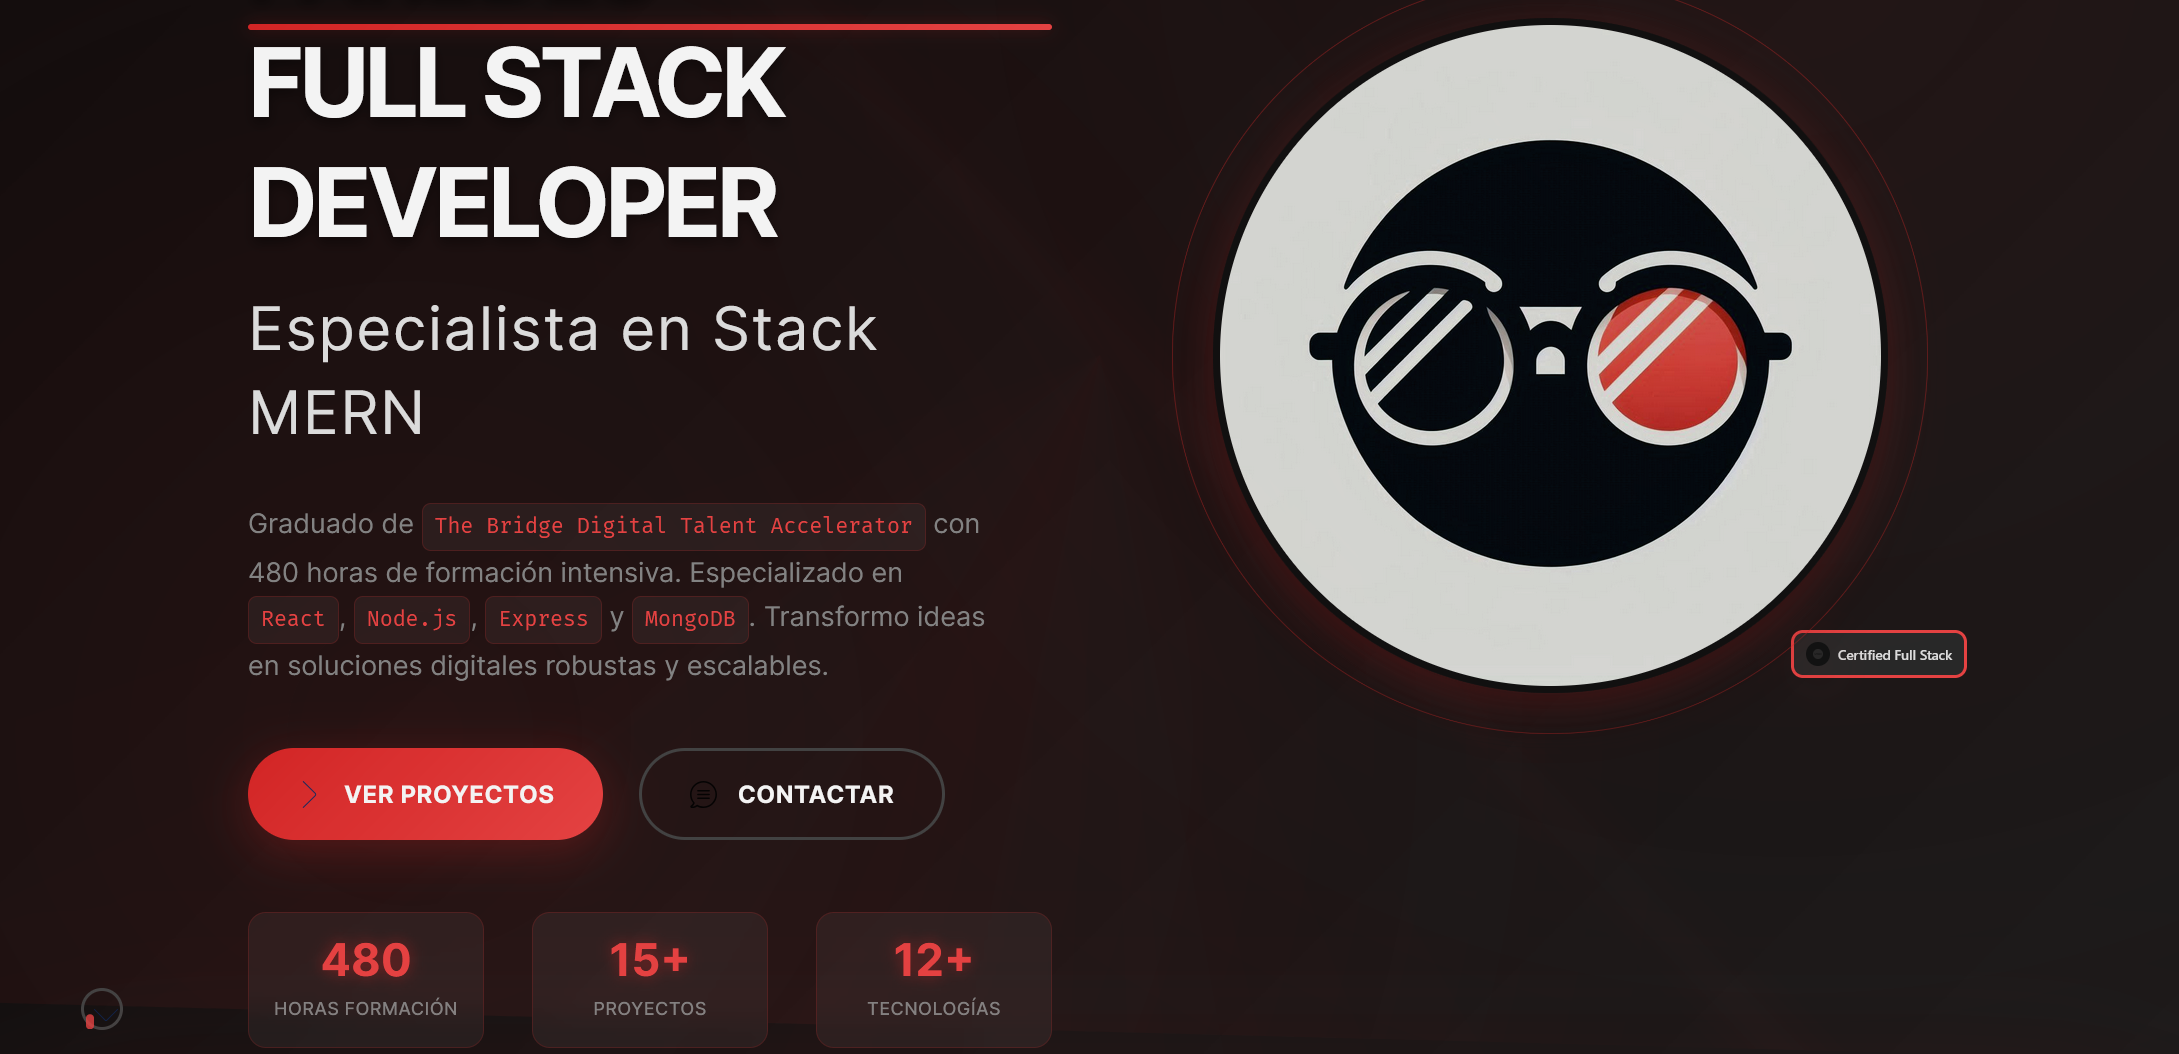 FULL STACK
DEVELOPER
Especialista en Stack
MERN
Graduado de The Bridge Digital Talent Accelerator con
480 horas de formación intensiva. Especializado en
React, Node.js, Express y MongoDB. Transformo ideas
en soluciones digitales robustas y escalables.
VER PROYECTOS
CONTACTAR
480
HORAS FORMACIÓN
15+
PROYECTOS
12+
TECNOLOGÍAS
Certified Full Stack